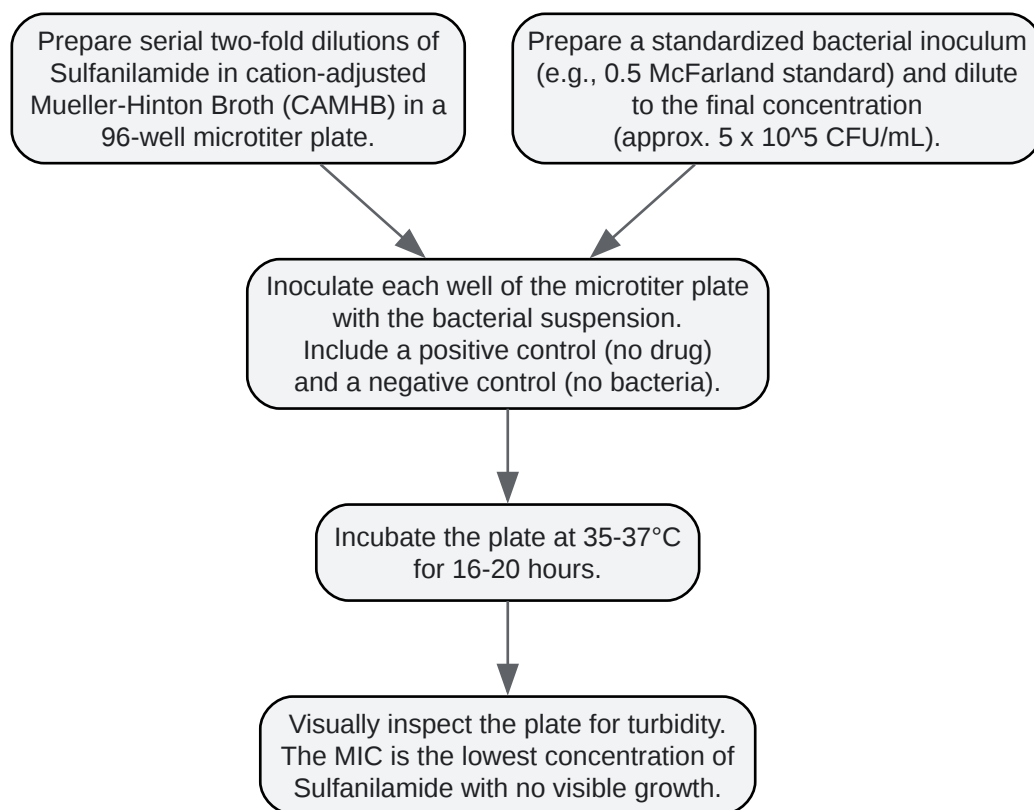 Prepare serial two-fold dilutions of
Sulfanilamide in cation-adjusted
Mueller-Hinton Broth (CAMHB) in a
96-well microtiter plate.
Prepare a standardized bacterial inoculum
(e.g., 0.5 McFarland standard) and dilute
to the final concentration
(approx. 5 x 10^5 CFU/mL).
Inoculate each well of the microtiter plate
with the bacterial suspension.
Include a positive control (no drug)
and a negative control (no bacteria).
Incubate the plate at 35-37°C
for 16-20 hours.
Visually inspect the plate for turbidity.
The MIC is the lowest concentration of
Sulfanilamide with no visible growth.